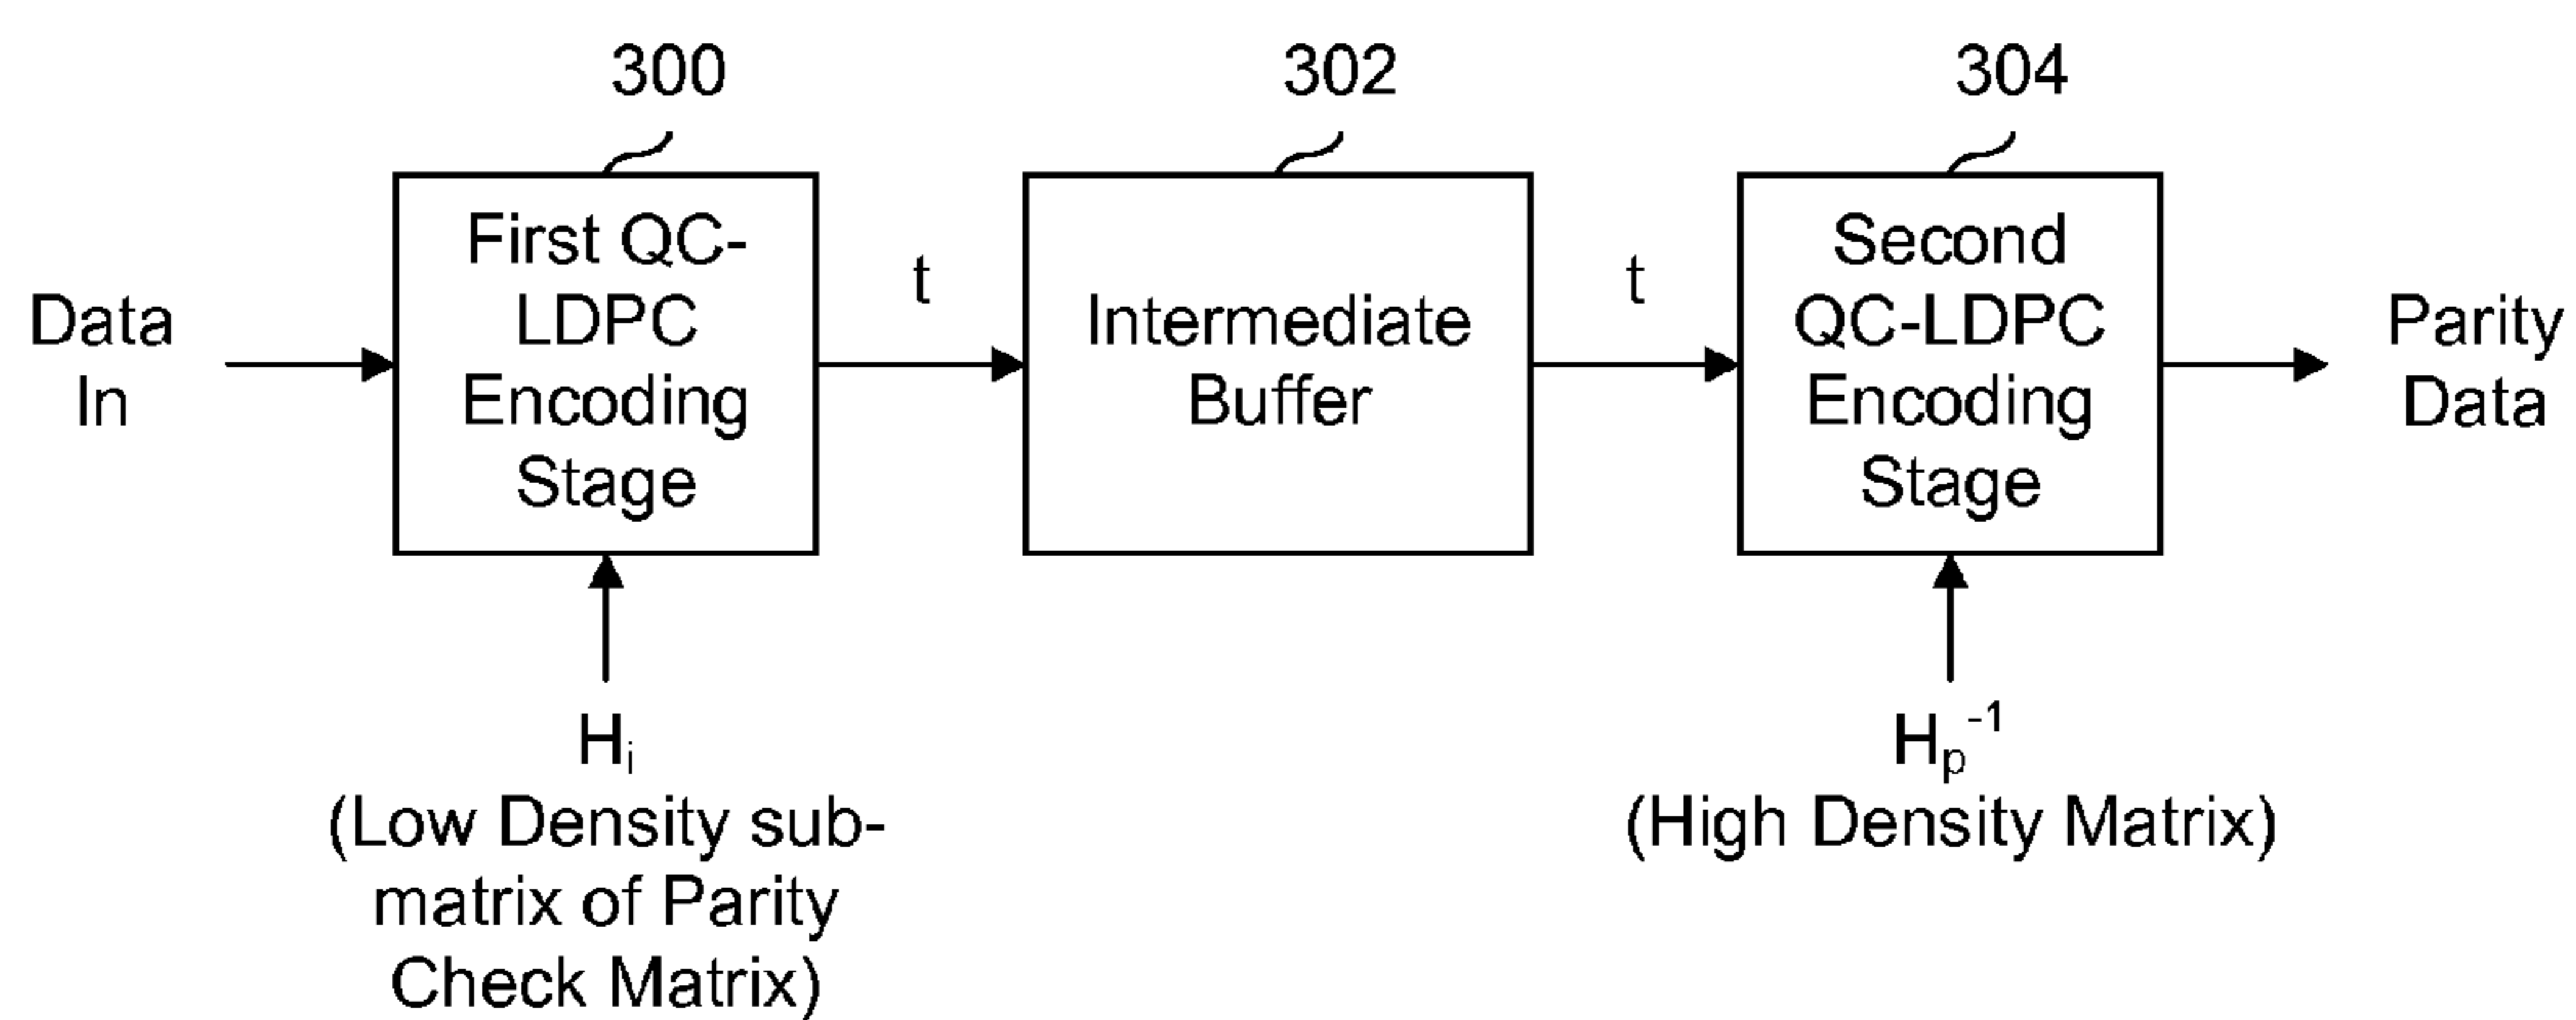 300
302
304
Data
In
First QC-
LDPC
Encoding
Stage
t
Intermediate
Buffer
t
Second
QC-LDPC
Encoding
Stage
Parity
Data
Hᵢ
(Low Density sub-
matrix of Parity
Check Matrix)
Hₚ⁻¹
(High Density Matrix)